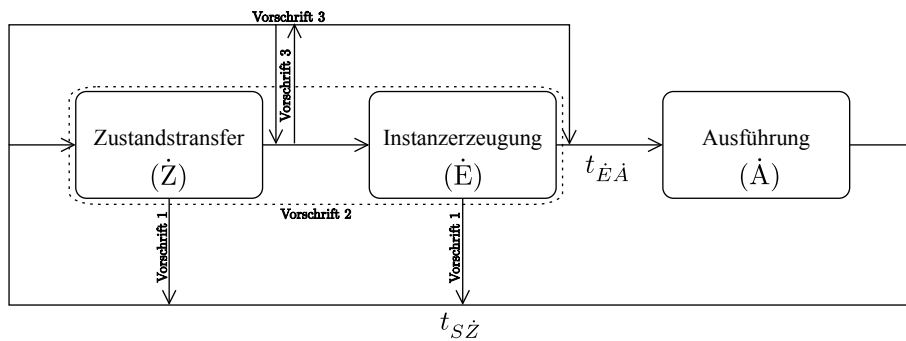 Vorschrift 3
Vorschrift 3
Zustandstransfer
(Ż)
Instanzerzeugung
(Ė)
t_{ĖȦ}
Ausführung
(Ȧ)
Vorschrift 2
Vorschrift 1
Vorschrift 1
t_{SŻ}